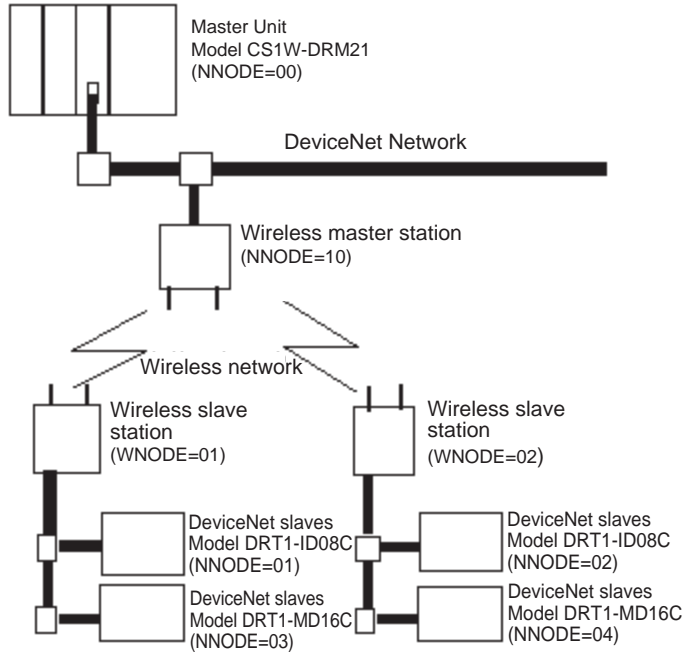 Master Unit
Model CS1W-DRM21
(NNODE=00)
DeviceNet Network
Wireless master station
(NNODE=10)
Wireless network
Wireless slave
station
(WNODE=01)
Wireless slave
station
(WNODE=02)
DeviceNet slaves
Model DRT1-ID08C
(NNODE=01)
DeviceNet slaves
Model DRT1-ID08C
(NNODE=02)
DeviceNet slaves
Model DRT1-MD16C
(NNODE=03)
DeviceNet slaves
Model DRT1-MD16C
(NNODE=04)